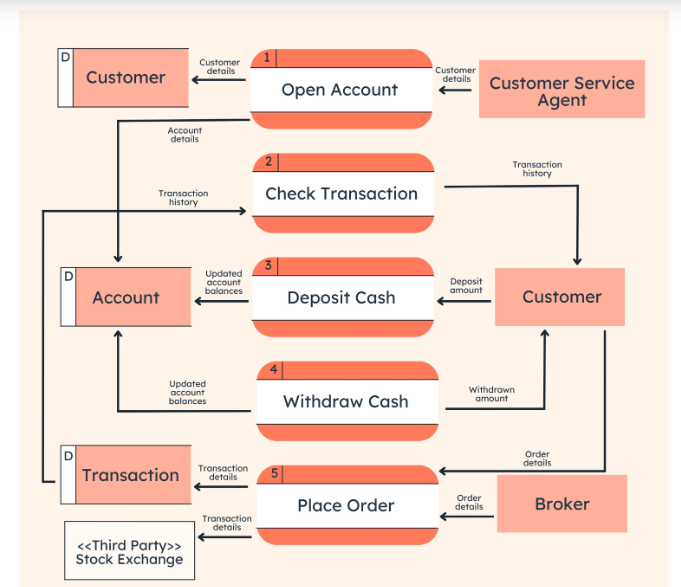 D
Customer
Customer
details
1
Open Account
Customer
details
Customer Service
Agent
Account
details
2
Check Transaction
Transaction
history
Transaction
history
D
Account
Updated
account
balances
3
Deposit Cash
Deposit
amount
Customer
4
Withdraw Cash
Updated
account
balances
Withdrawn
amount
D
Transaction
Transaction
details
5
Place Order
Order
details
Order
details
Broker
Transaction
details
<<Third Party>>
Stock Exchange